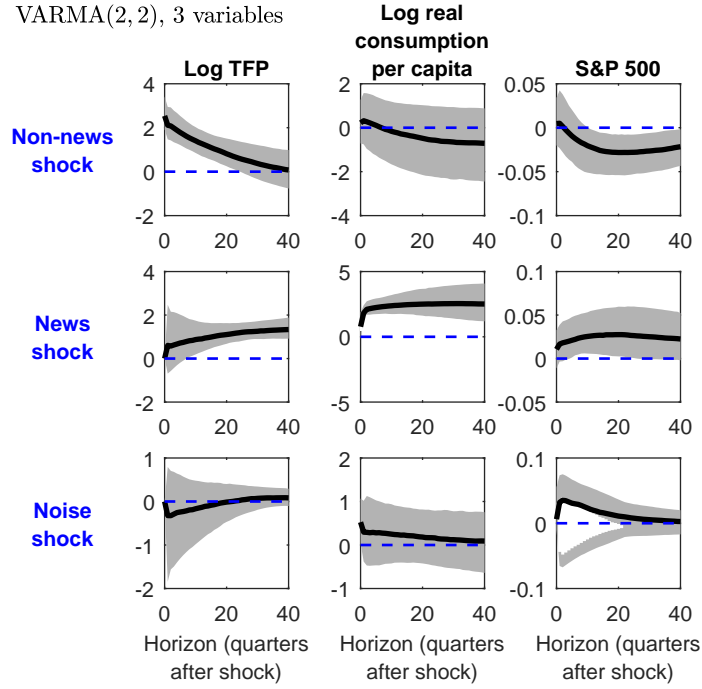 VARMA(2, 2), 3 variables
Log TFP
Log real
consumption
per capita
S&P 500
Non-news
shock
4
2
0
-2
0 20 40
2
0
-2
-4
0 20 40
0.05
0
-0.05
-0.1
0 20 40
News
shock
4
2
0
-2
0 20 40
5
0
-5
0 20 40
0.1
0.05
0
-0.05
0 20 40
Noise
shock
1
0
-1
-2
0 20 40
Horizon (quarters
after shock)
2
1
0
-1
0 20 40
Horizon (quarters
after shock)
0.1
0
-0.1
0 20 40
Horizon (quarters
after shock)